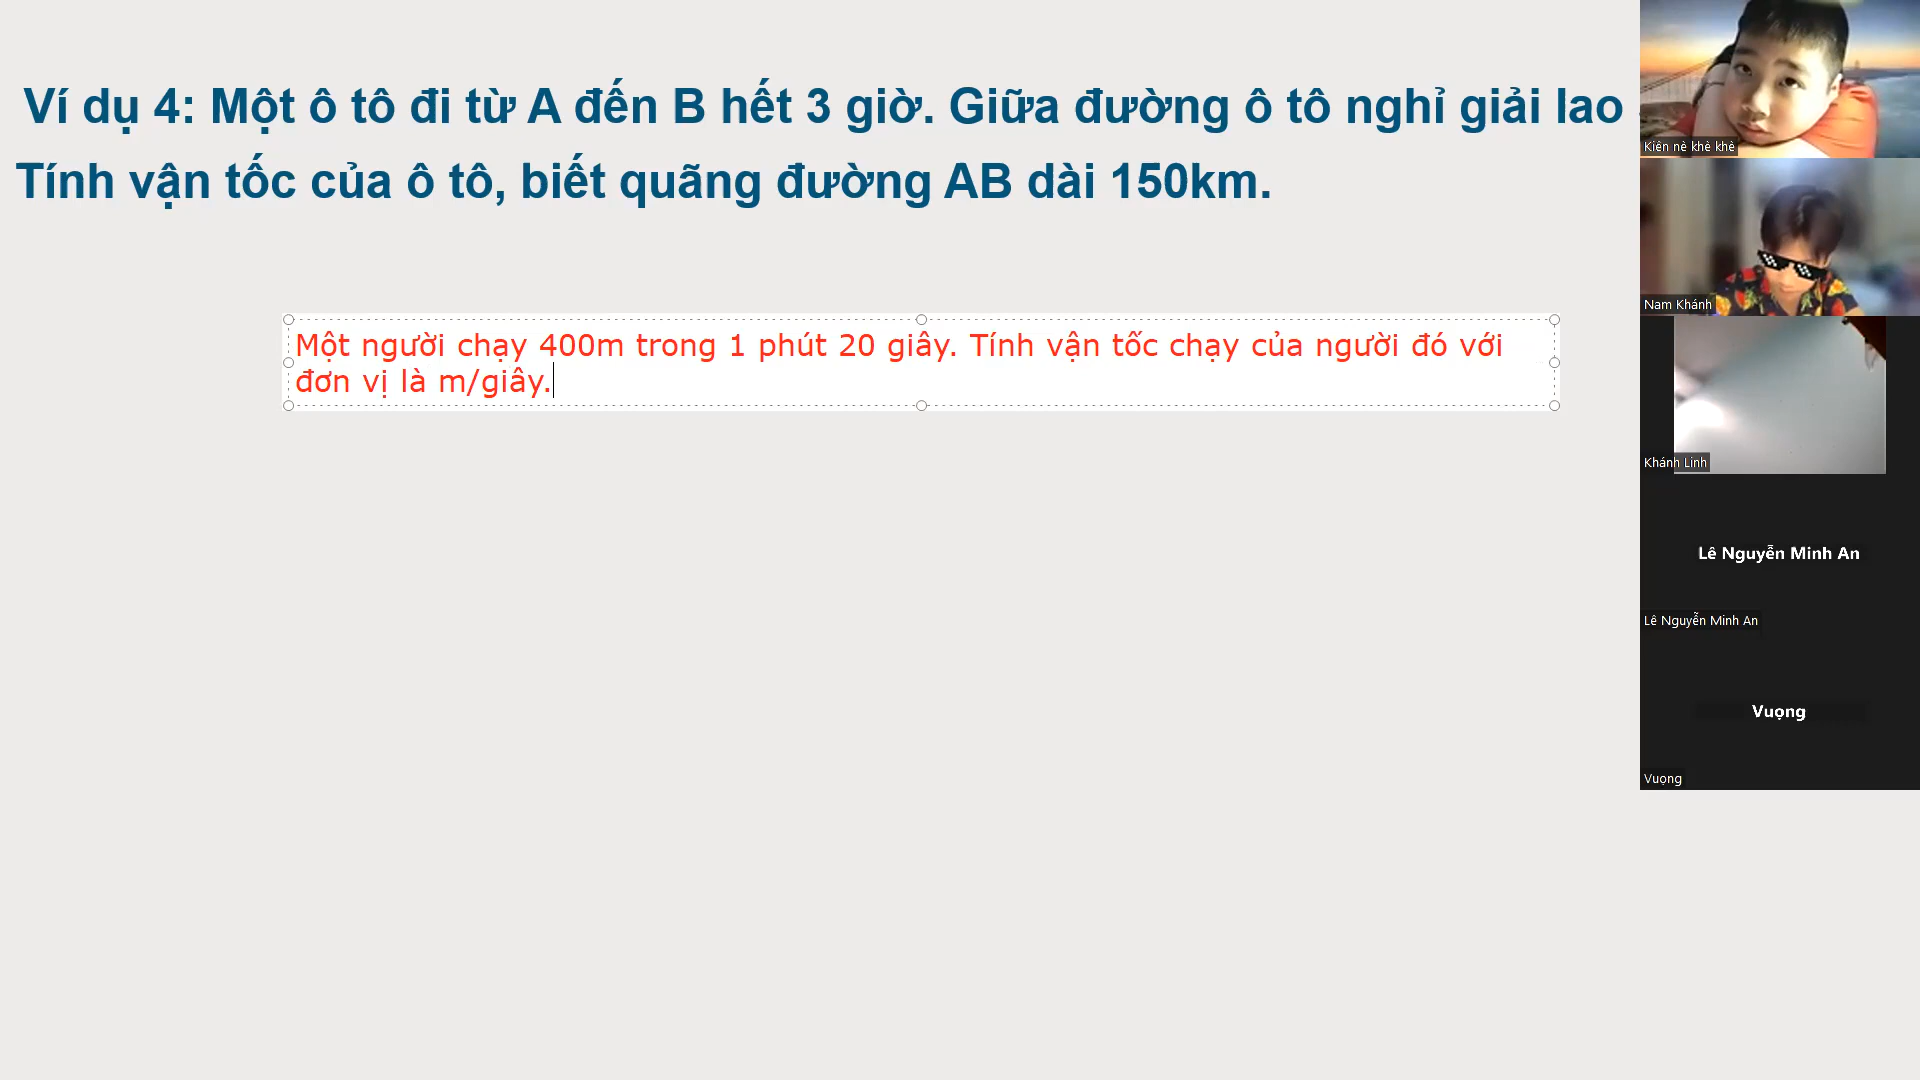 Ví dụ 4: Một ô tô đi từ A đến B hết 3 giờ. Giữa đường ô tô nghỉ giải lao
Tính vận tốc của ô tô, biết quãng đường AB dài 150km.
Một người chạy 400m trong 1 phút 20 giây. Tính vận tốc chạy của người đó với
đơn vị là m/giây.
Kiên nè khê khê
Nam Khánh
Khánh Linh
Lê Nguyễn Minh An
Lê Nguyễn Minh An
Vuọng
Vuọng